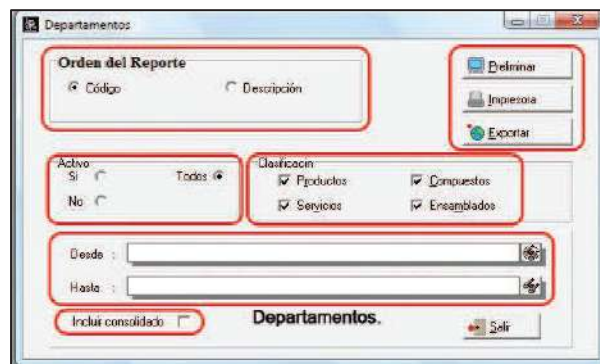 Departamentos
Orden del Reporte
Código Descripción
Preliminar
Impresora
Exportar
Activo
Si Todos
No
Clasificacin
Productos Compuestos
Servicios Ensamblados
Desde :
Hasta :
Incluir consolidado
Departamentos.
Salir